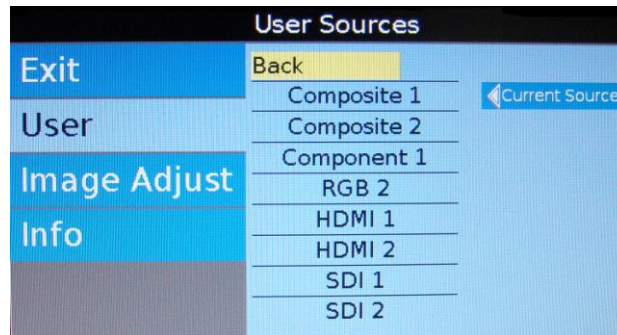 User Sources
Exit
User
Image Adjust
Info
Back
Composite 1
Current Source
Composite 2
Component 1
RGB 2
HDMI 1
HDMI 2
SDI 1
SDI 2